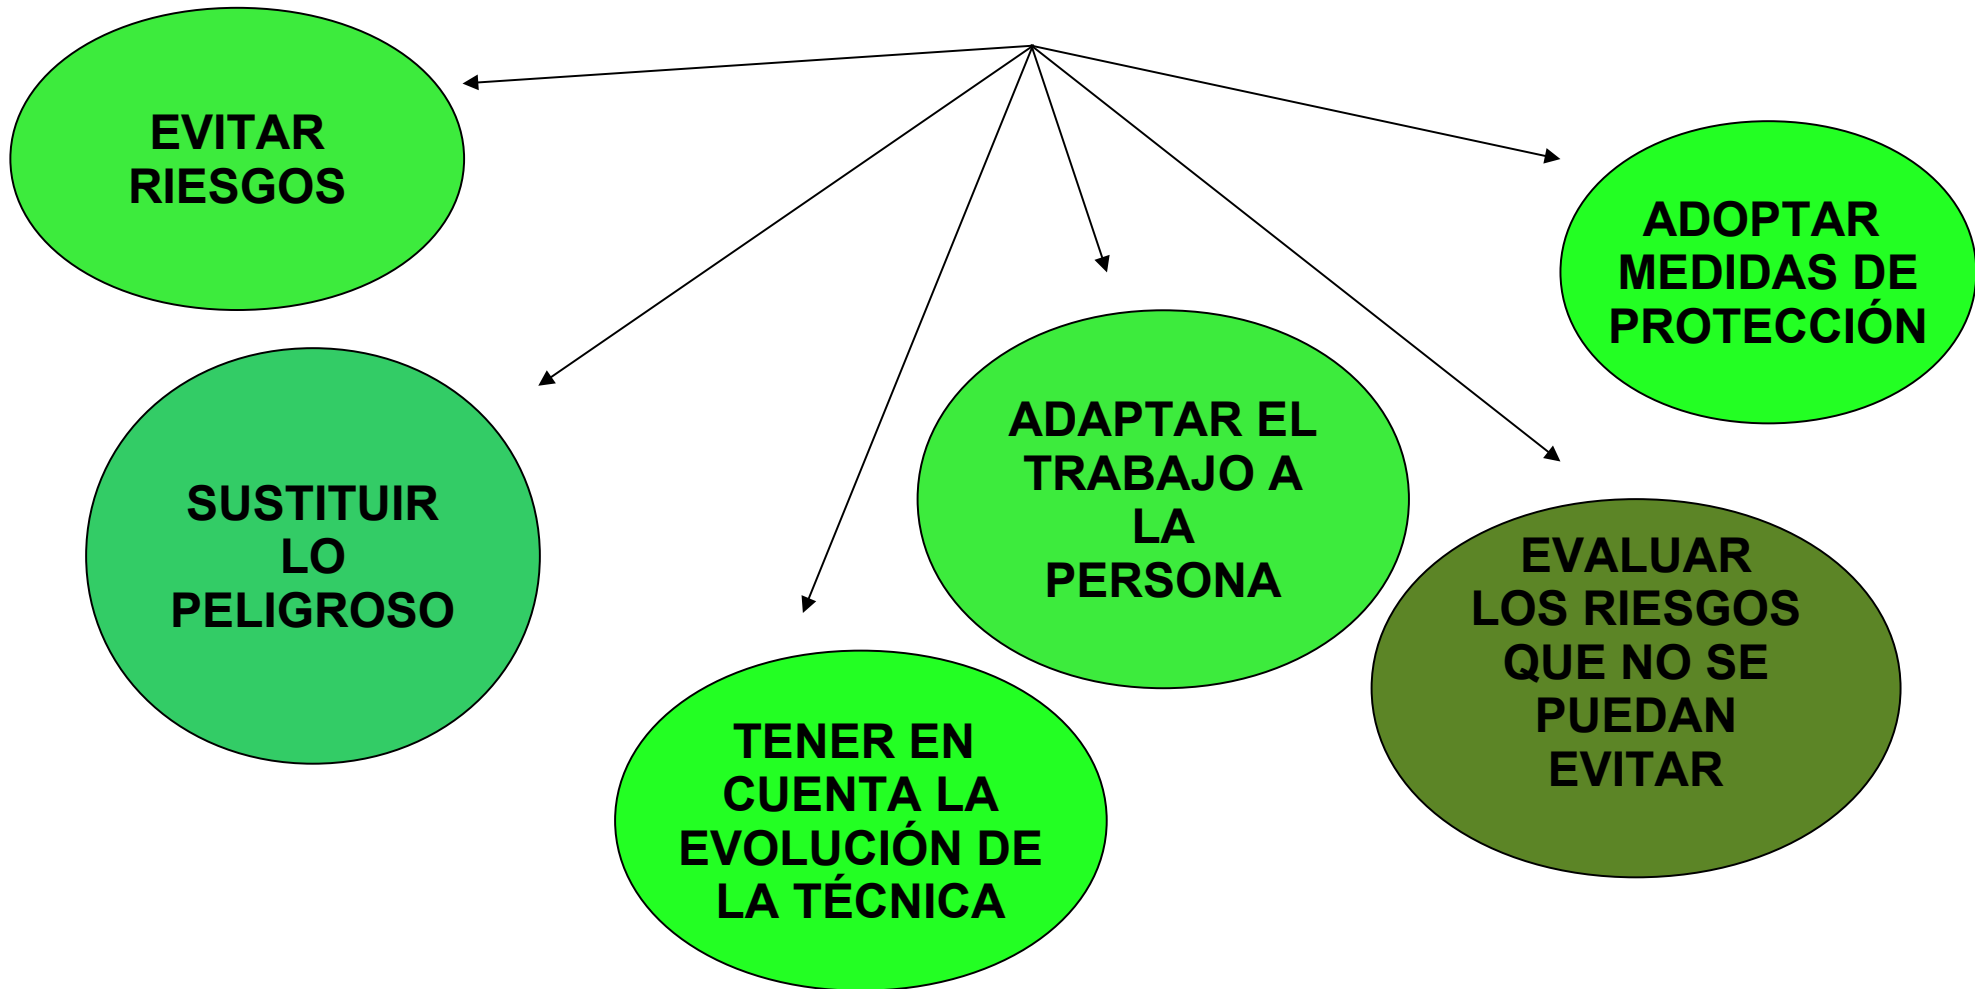 EVITAR
RIESGOS
ADOPTAR
MEDIDAS DE
PROTECCIÓN
SUSTITUIR
LO
PELIGROSO
ADAPTAR EL
TRABAJO A
LA
PERSONA
EVALUAR
LOS RIESGOS
QUE NO SE
PUEDAN
EVITAR
TENER EN
CUENTA LA
EVOLUCIÓN DE
LA TÉCNICA